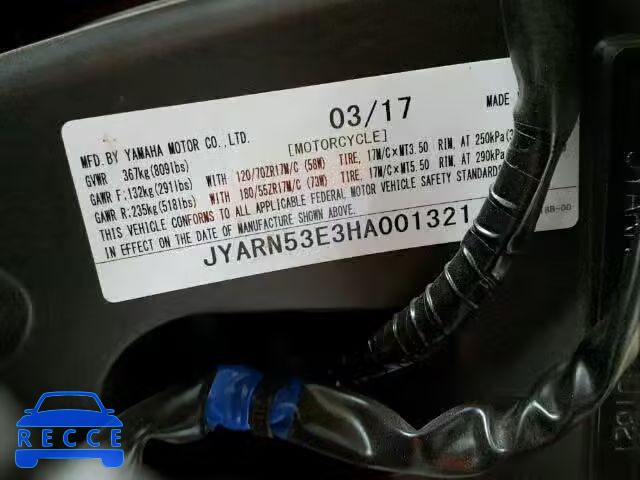 03/17
MADE
MFD.BY YAMAHA MOTOR CO.,LTD.
[MOTORCYCLE]
GVWR 367kg(809lbs)
GAWR F:132kg(291lbs) WITH 120/70ZR17M/C (58W) TIRE, 17M/C×MT3.50 RIM, AT 250kPa(3
GAWR R:235kg(518lbs) WITH 180/55ZR17M/C (73W) TIRE, 17M/C×MT5.50 RIM, AT 290kPa(
THIS VEHICLE CONFORMS TO ALL APPLICABLE FEDERAL MOTOR VEHICLE SAFETY STANDARDS
IN EFFECT ON THE DATE OF MANUFACTURE SHOWN ABOVE.
JYARN53E3HA001321
RECCE